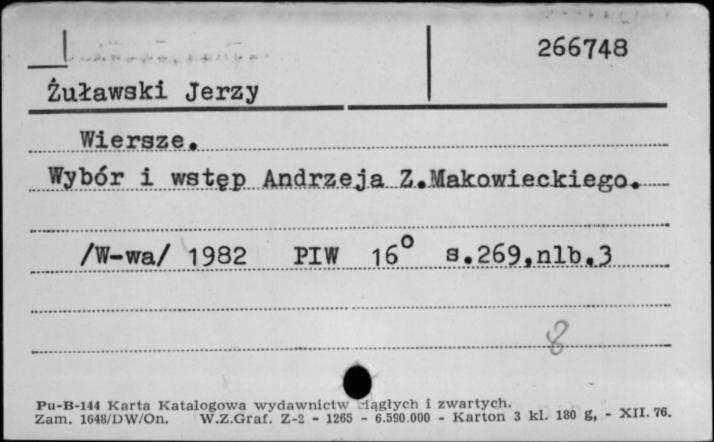 266748
Żuławski Jerzy
Wiersze.
Wybór i wstęp Andrzeja Z.Makowieckiego.
/W-wa/ 1982 PIW 16° s.269,nlb.3
8
Pu-B-144 Karta Katalogowa wydawnictw ciągłych i zwartych.
Zam. 1648/DW/On. W.Z.Graf. Z-2 - 1265 - 6.590.000 - Karton 3 kl. 180 g, - XII. 76.